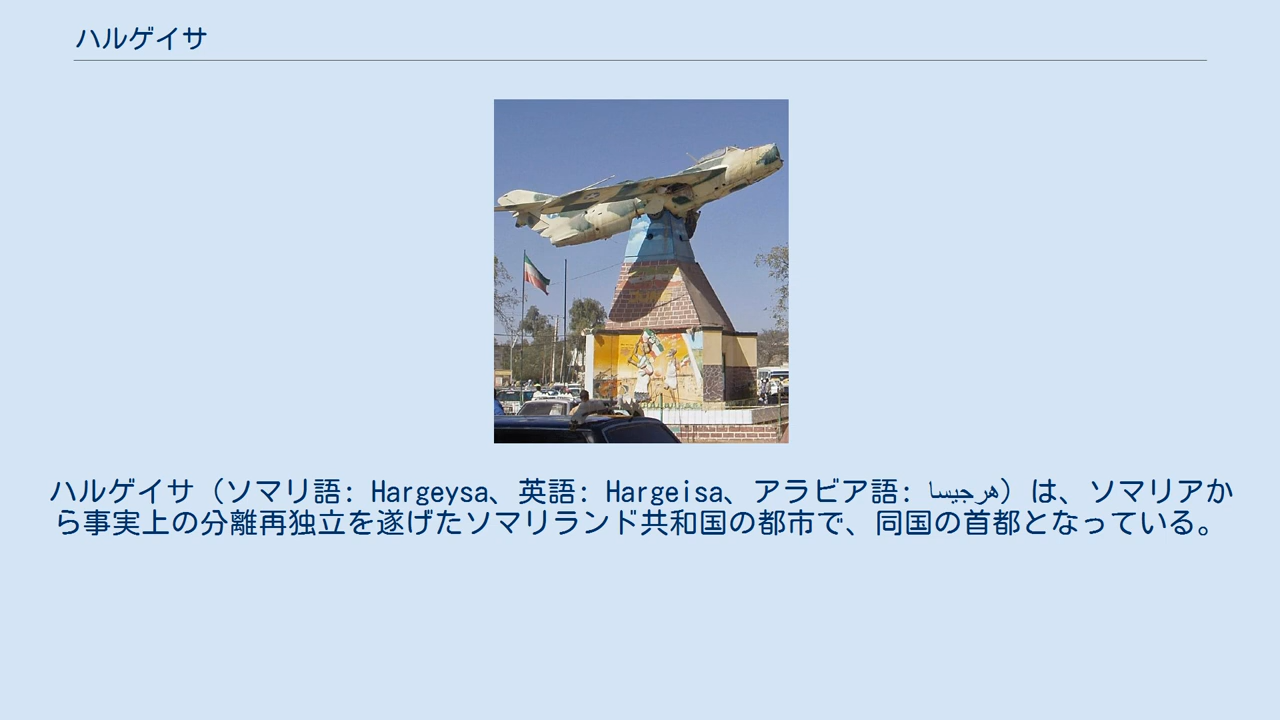 ハルゲイサ
ハルゲイサ（ソマリ語: Hargeysa、英語: Hargeisa、アラビア語: هرجيسا）は、ソマリアか
ら事実上の分離再独立を遂げたソマリランド共和国の都市で、同国の首都となっている。